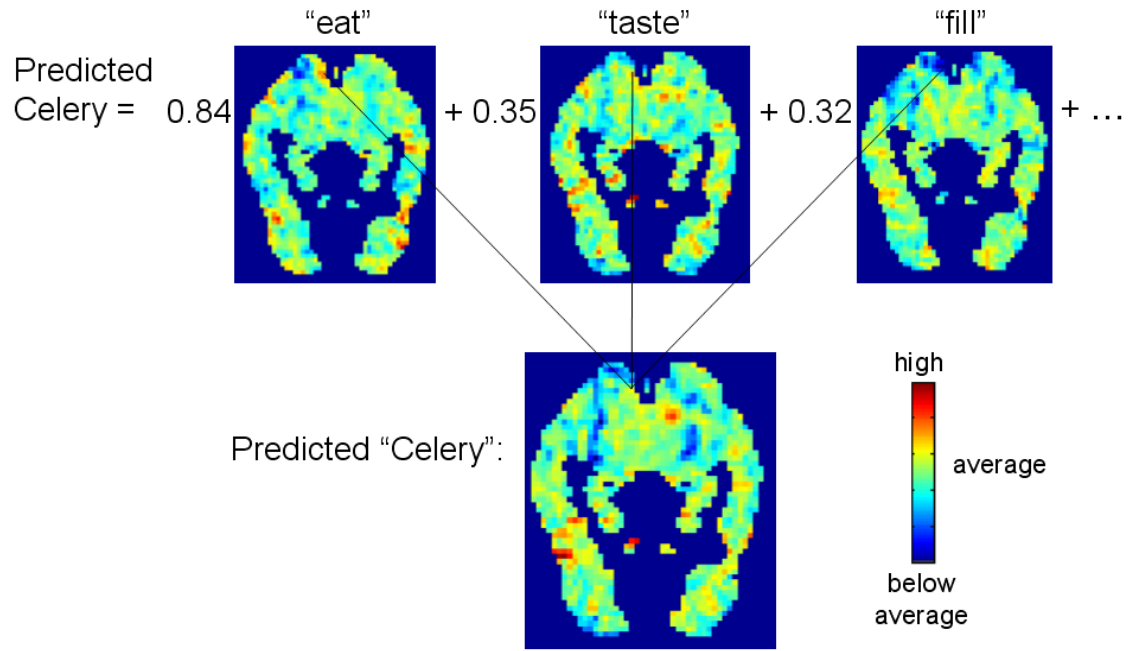 “eat”
“taste”
“fill”
Predicted
Celery = 0.84 + 0.35 + 0.32 + ...
Predicted “Celery”:
high
average
below
average